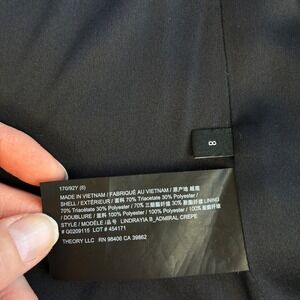 8
170/92Y (8)
MADE IN VIETNAM / FABRIQUÉ AU VIETNAM / 原产地 越南
SHELL / EXTÉRIEUR / 面料
70% Triacetate 30% Polyester / 70% Triacétate 30%
Polyester / 70% 三醋酯纤维 30% 聚酯纤维 LINING
/ DOUBLURE / 里料 100% Polyester / 100% Polyester / 100% 聚酯纤维
STYLE / MODÈLE / 品号 LINDRAYIA B_ADMIRAL CREPE
# G0209115 LOT # 454171
THEORY LLC RN 98406 CA 39862